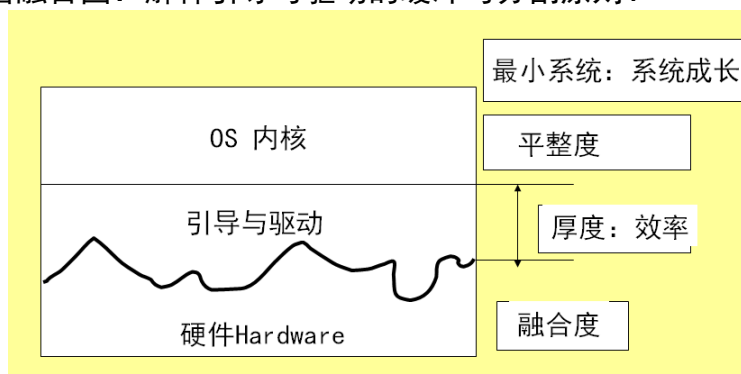 最小系统：系统成长
OS 内核
平整度
引导与驱动
厚度：效率
融合度
硬件Hardware